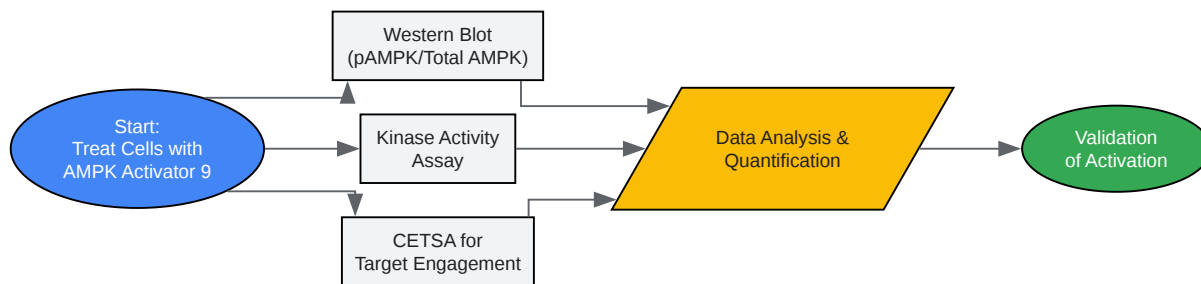 Start:
Treat Cells with
AMPK Activator 9
Western Blot
(pAMPK/Total AMPK)
Kinase Activity
Assay
CETSA for
Target Engagement
Data Analysis &
Quantification
Validation
of Activation